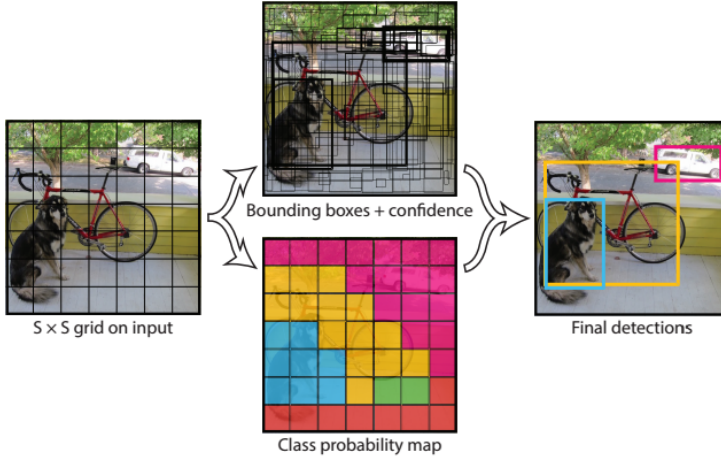 S × S grid on input
Bounding boxes + confidence
Class probability map
Final detections